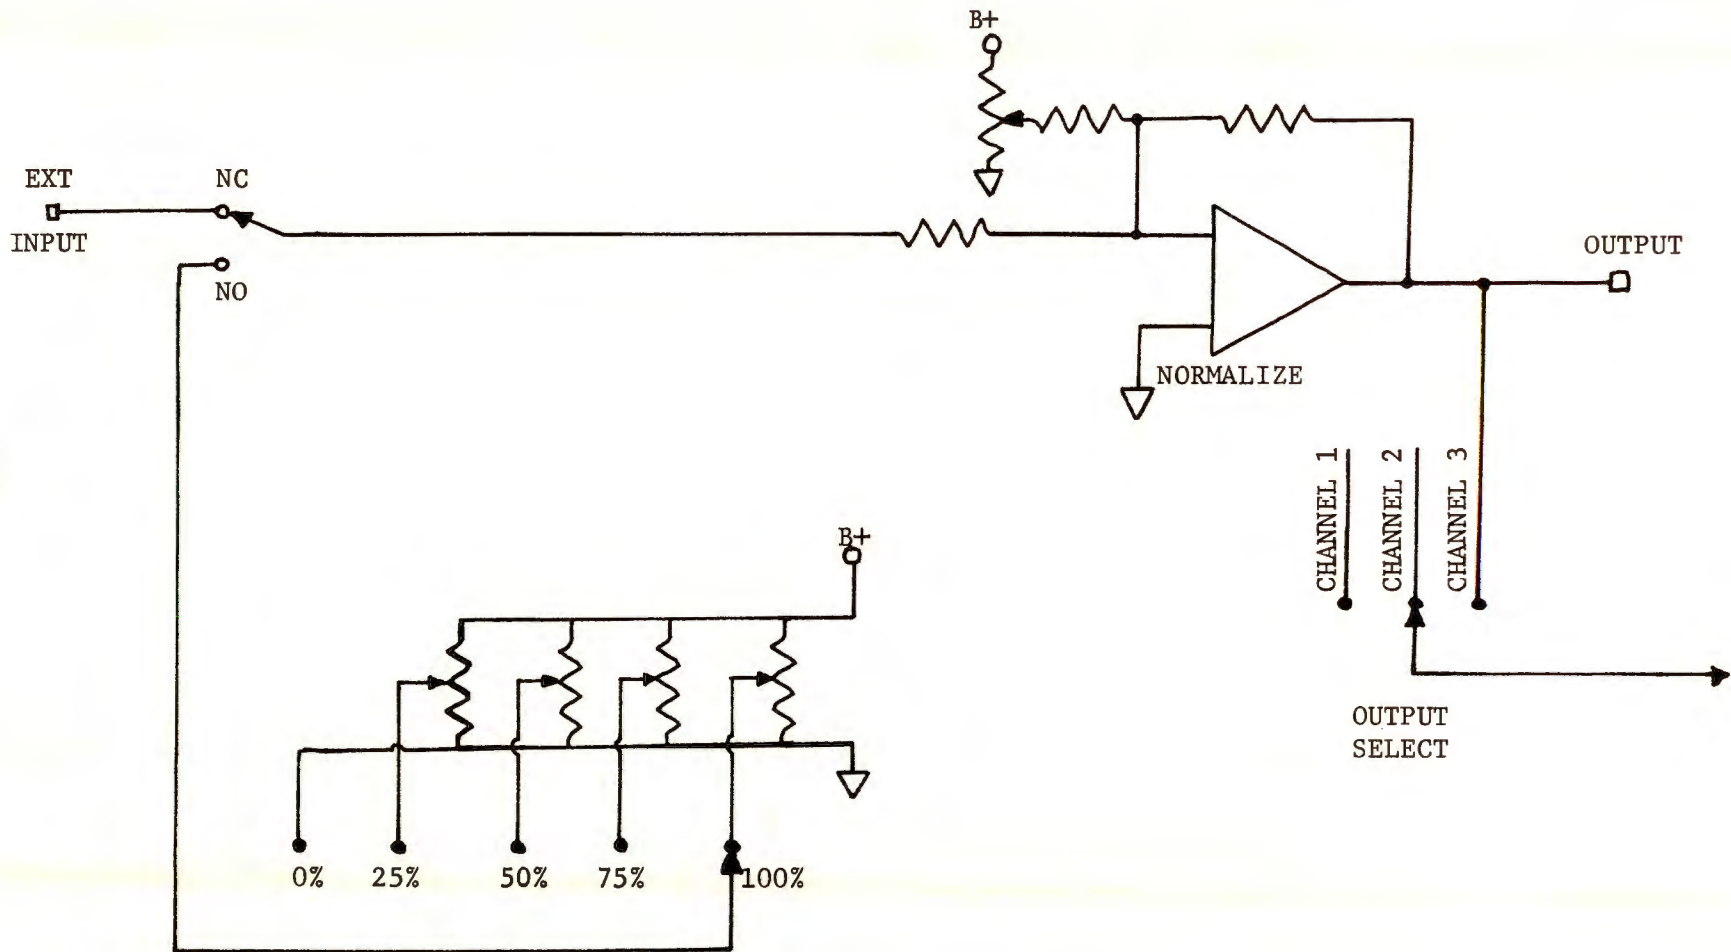 B+
EXT
NC
INPUT
NO
OUTPUT
NORMALIZE
CHANNEL 1
CHANNEL 2
CHANNEL 3
B+
OUTPUT
SELECT
0%
25%
50%
75%
100%